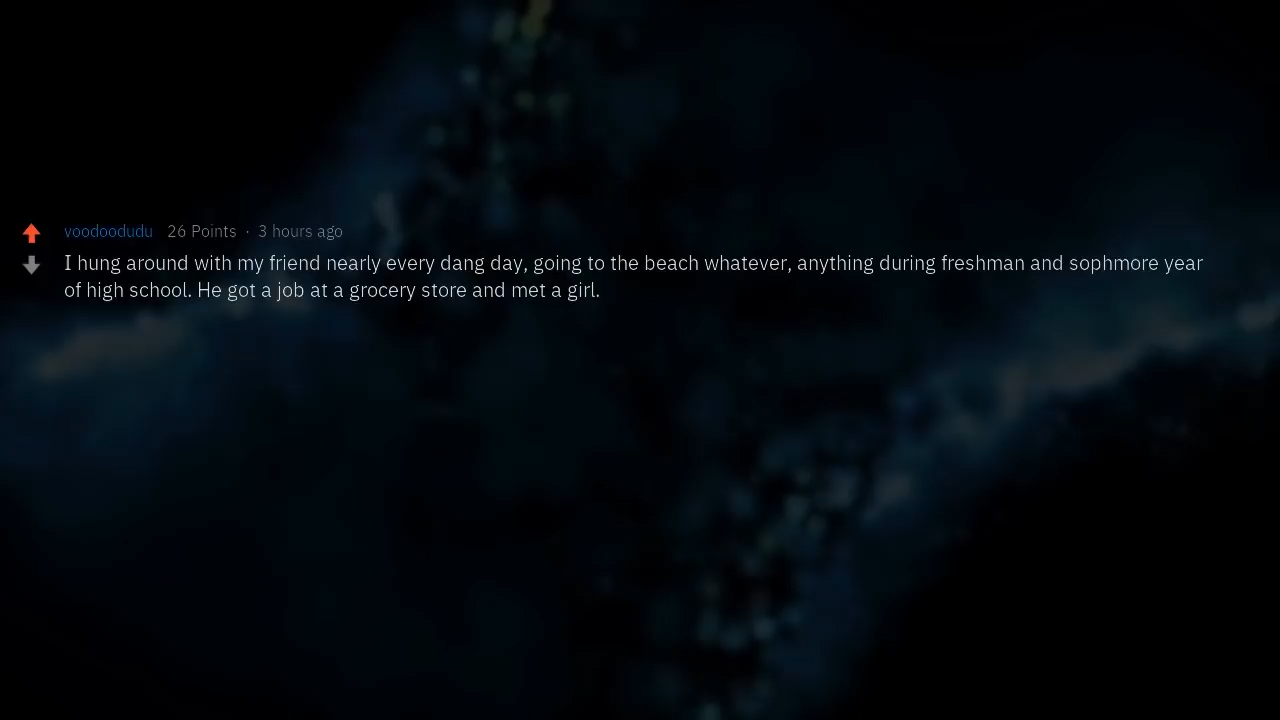 voodoodudu 26 Points · 3 hours ago
I hung around with my friend nearly every dang day, going to the beach whatever, anything during freshman and sophmore year
of high school. He got a job at a grocery store and met a girl.